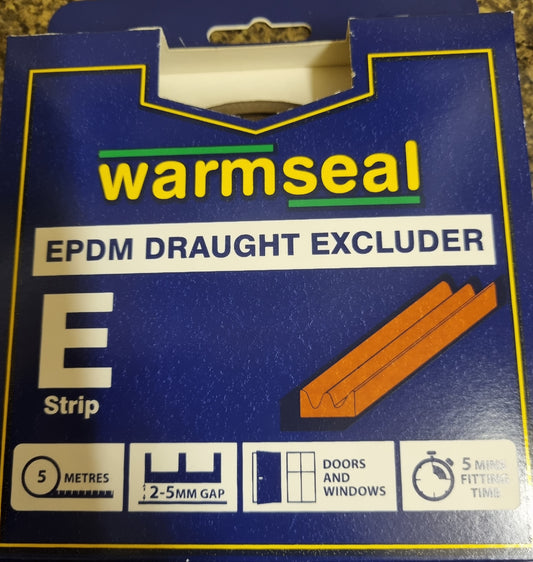 warmseal
EPDM DRAUGHT EXCLUDER
E
Strip
5 METRES
2-5MM GAP
DOORS
AND
WINDOWS
5 MINS
FITTING
TIME